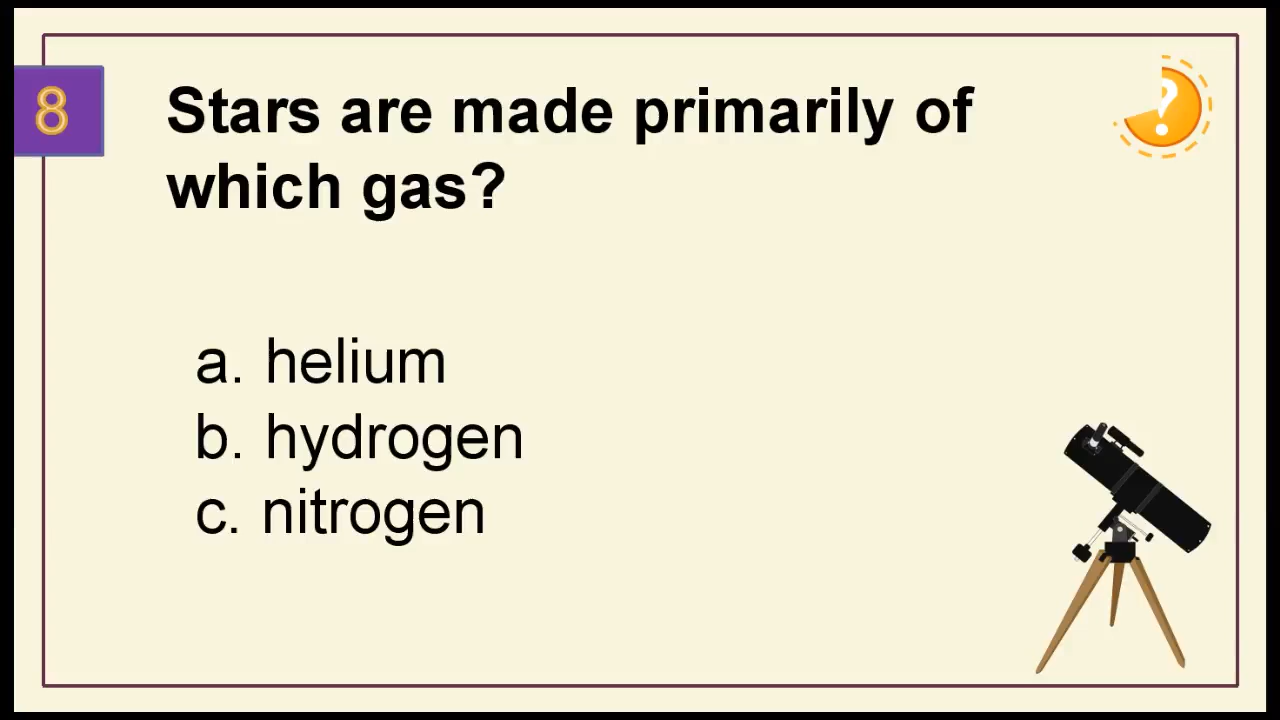 8
Stars are made primarily of
which gas?
?
a. helium
b. hydrogen
c. nitrogen